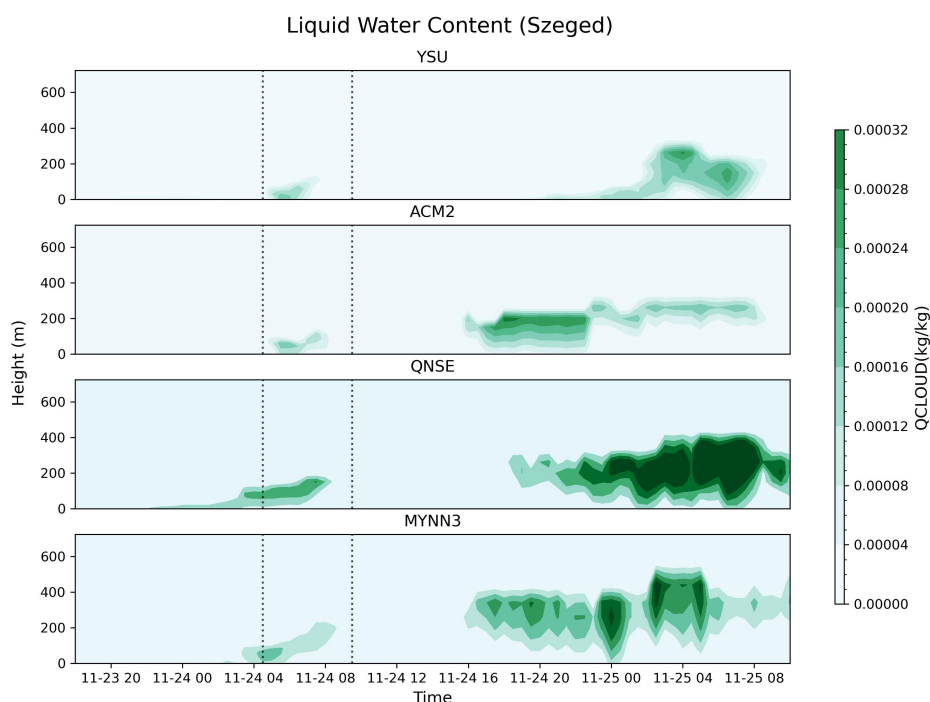 Liquid Water Content (Szeged)
YSU
600
400
200
0
ACM2
600
400
200
0
QNSE
600
400
200
0
MYNN3
600
400
200
0
Height (m)
11-23 20 11-24 00 11-24 04 11-24 08 11-24 12 11-24 16 11-24 20 11-25 00 11-25 04 11-25 08
Time
0.00032
0.00028
0.00024
0.00020
0.00016
0.00012
0.00008
0.00004
0.00000
QCLOUD(kg/kg)